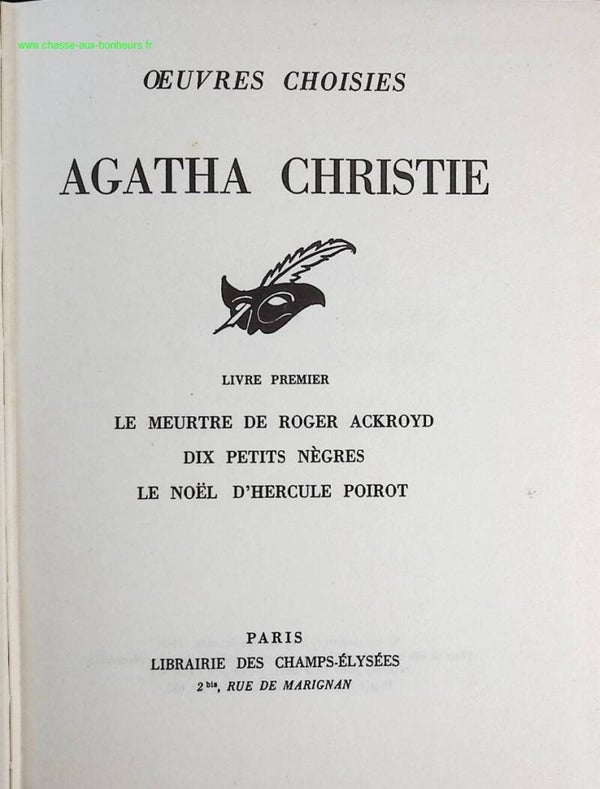 www.chasse-aux-bonheurs.fr
ŒUVRES CHOISIES
AGATHA CHRISTIE
LIVRE PREMIER
LE MEURTRE DE ROGER ACKROYD
DIX PETITS NÈGRES
LE NOËL D'HERCULE POIROT
PARIS
LIBRAIRIE DES CHAMPS-ÉLYSÉES
2 bis, RUE DE MARIGNAN